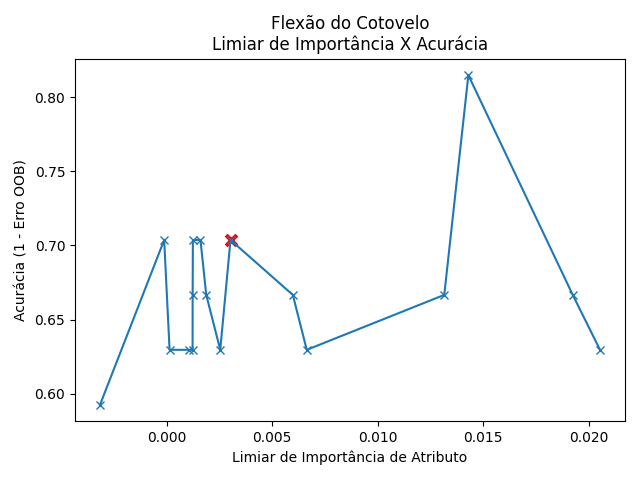 Flexão do Cotovelo
Limiar de Importância X Acurácia
Acurácia (1 - Erro OOB)
0.80
0.75
0.70
0.65
0.60
0.000 0.005 0.010 0.015 0.020
Limiar de Importância de Atributo